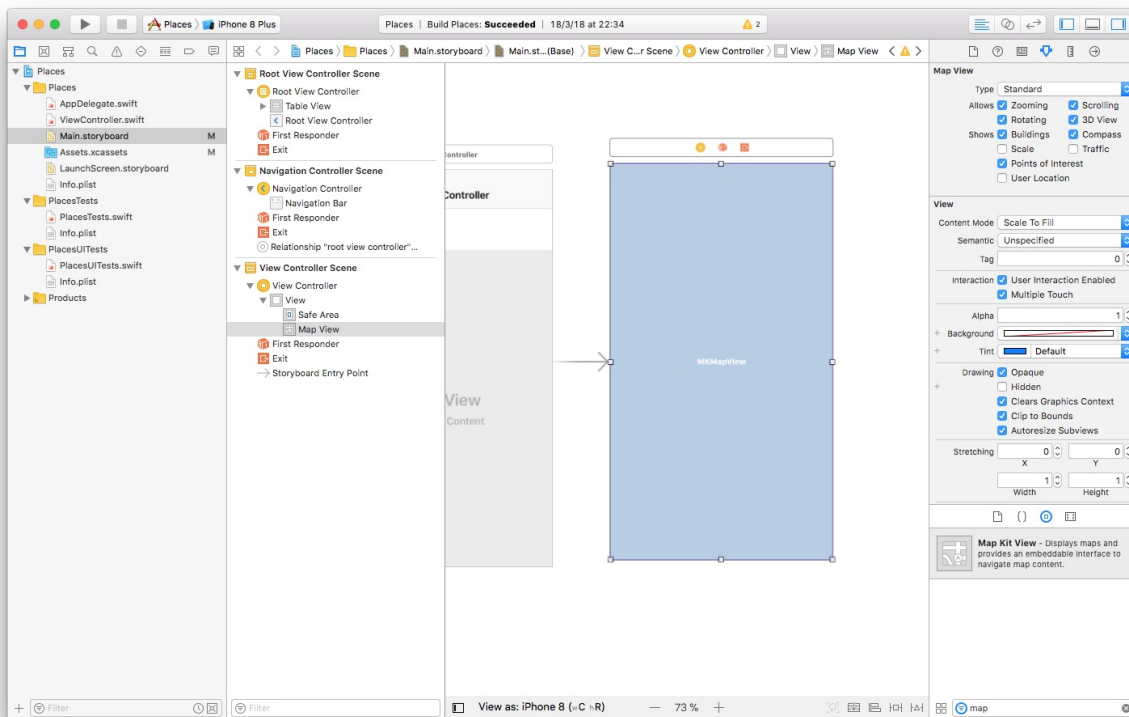 Places
iPhone 8 Plus
Places | Build Places: Succeeded | 18/3/18 at 22:34
2
Places
Places
Main.storyboard
Main.st...(Base)
View C...r Scene
View Controller
View
Map View
Places
Places
AppDelegate.swift
ViewController.swift
Main.storyboard M
Assets.xcassets M
LaunchScreen.storyboard
Info.plist
PlacesTests
PlacesTests.swift
Info.plist
PlacesUITests
PlacesUITests.swift
Info.plist
Products
Filter
Root View Controller Scene
Root View Controller
Table View
Root View Controller
First Responder
Exit
Navigation Controller Scene
Navigation Controller
Navigation Bar
First Responder
Exit
Relationship "root view controller"...
View Controller Scene
View Controller
View
Safe Area
Map View
First Responder
Exit
Storyboard Entry Point
Filter
Controller
Controller
View
Content
MKMapView
View as: iPhone 8 (wC hR)
— 73 % +
Map View
Type Standard
Allows Zooming Scrolling
Rotating 3D View
Shows Buildings Compass
Scale Traffic
Points of Interest
User Location
View
Content Mode Scale To Fill
Semantic Unspecified
Tag 0
Interaction User Interaction Enabled
Multiple Touch
Alpha 1
+ Background
+ Tint Default
Drawing Opaque
+ Hidden
Clears Graphics Context
Clip to Bounds
Autoresize Subviews
Stretching 0 0
X Y
1 1
Width Height
{}
Map Kit View - Displays maps and
provides an embeddable interface to
navigate map content.
map